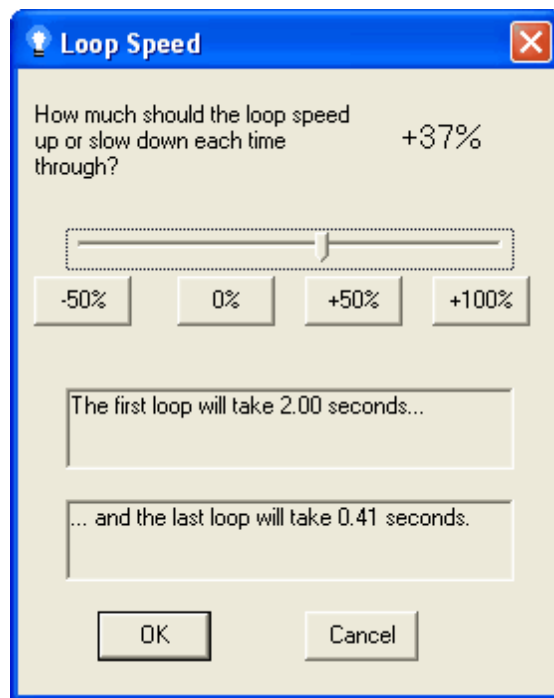 Loop Speed
How much should the loop speed
up or slow down each time
through?
+37%
-50% 0% +50% +100%
The first loop will take 2.00 seconds...
... and the last loop will take 0.41 seconds.
OK Cancel